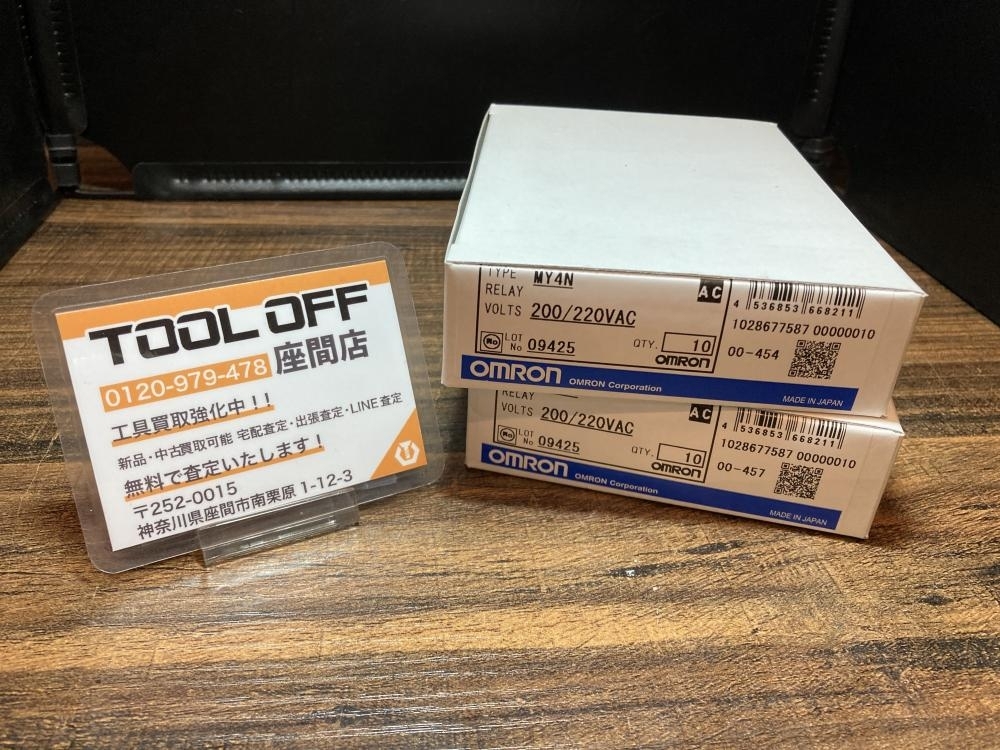 TOOL OFF
0120-979-478 座間店
工具買取強化中!!
新品・中古買取可能 宅配査定・出張査定・LINE査定
無料で査定いたします!
〒252-0015
神奈川県座間市南栗原 1-12-3
TYPE MY4N
RELAY
AC
VOLTS 200/220VAC
LOT No 09425
QTY. 10
OMRON
4 536853 668211
1028677587 00000010
00-454
OMRON OMRON Corporation
MADE IN JAPAN
RELAY
AC
VOLTS 200/220VAC
LOT No 09425
QTY. 10
OMRON
4 536853 668211
1028677587 00000010
00-457
OMRON OMRON Corporation
MADE IN JAPAN